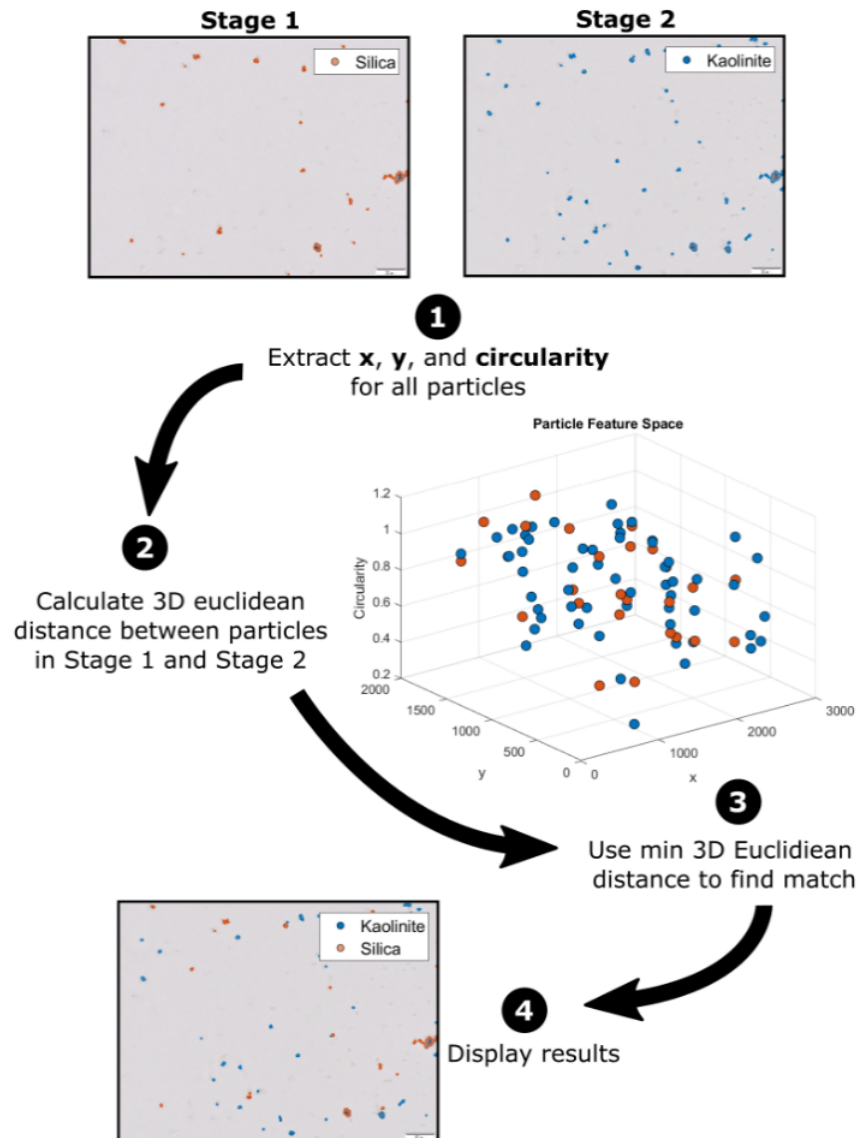 Stage 1
Stage 2
Silica
Kaolinite
1
Extract x, y, and circularity
for all particles
Particle Feature Space
1.2
1
0.8
0.6
0.4
0.2
Circularity
2000
1500
1000
500
0
y
0
1000
2000
3000
x
2
Calculate 3D euclidean
distance between particles
in Stage 1 and Stage 2
3
Use min 3D Euclidiean
distance to find match
Kaolinite
Silica
4
Display results